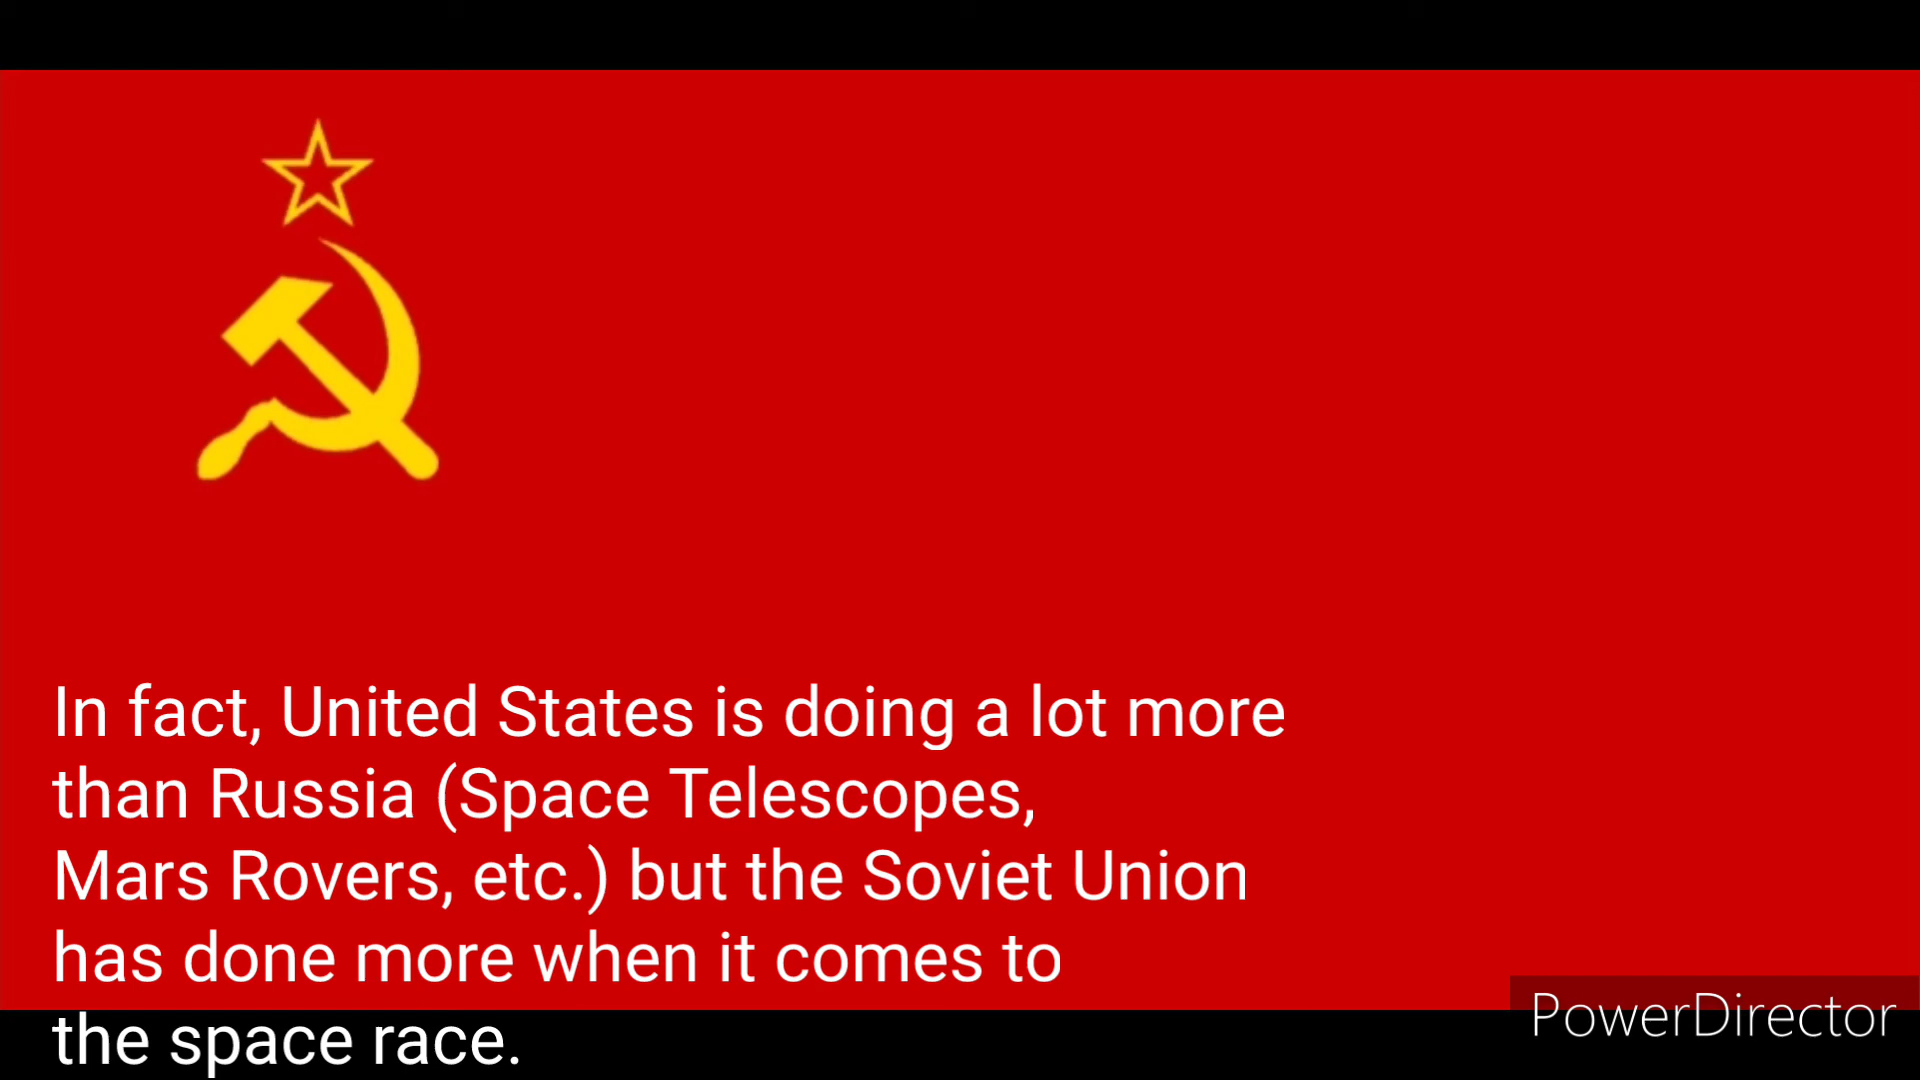 In fact, United States is doing a lot more
than Russia (Space Telescopes,
Mars Rovers, etc.) but the Soviet Union
has done more when it comes to
the space race.
PowerDirector